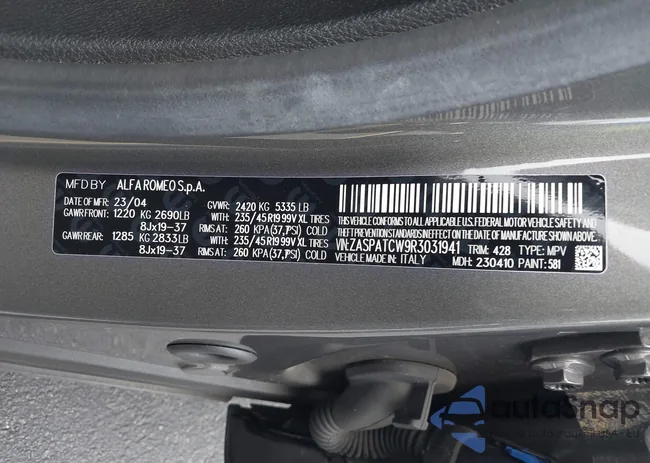 MFD BY ALFA ROMEO S.p.A.
DATE OF MFR: 23/04 GVWR: 2420 KG 5335 LB
GAWR FRONT: 1220 KG 2690LB WITH: 235/45R19 99V XL TIRES
8Jx19-37 RIMS AT: 260 KPA(37,7PSI) COLD
GAWR REAR: 1285 KG 2833LB WITH: 235/45R19 99V XL TIRES
8Jx19-37 RIMS AT: 260 KPA(37,7PSI) COLD
THIS VEHICLE CONFORMS TO ALL APPLICABLE U.S. FEDERAL MOTOR VEHICLE SAFETY, BUMPER, AND
THEFT PREVENTION STANDARDS IN EFFECT ON THE DATE OF MANUFACTURE SHOWN ABOVE.
VIN: ZASPATCW9R3031941 TRIM: 428 TYPE: MPV
VEHICLE MADE IN: ITALY MDH: 230410 PAINT: 581
autoSnap